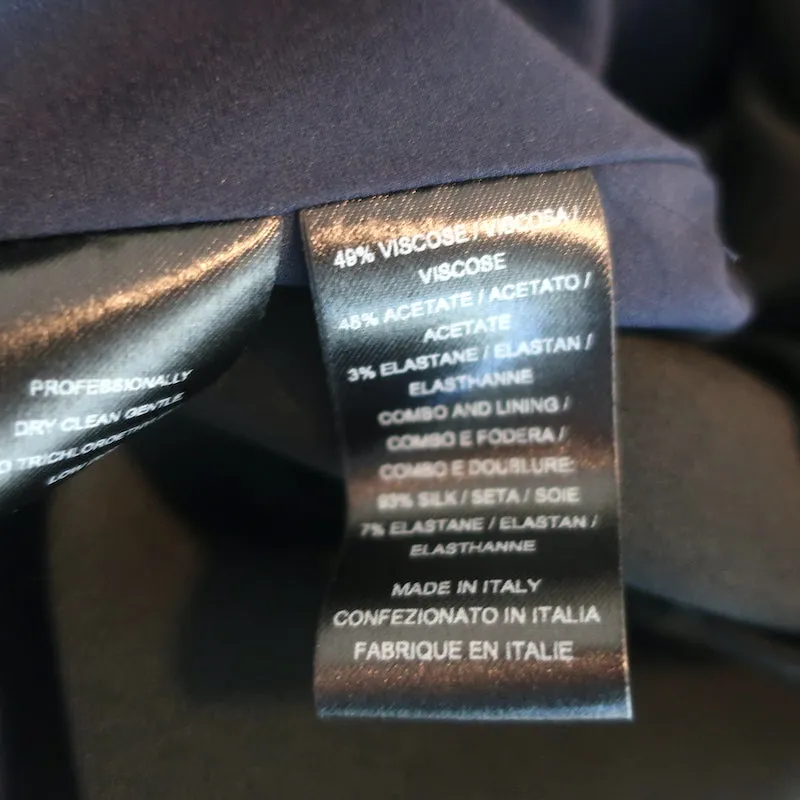 PROFESSIONALLY
DRY CLEAN GENTLE
49% VISCOSE / VISCOSA /
VISCOSE
48% ACETATE / ACETATO /
ACETATE
3% ELASTANE / ELASTAN /
ELASTHANNE
COMBO AND LINING /
COMBO E FODERA /
COMBO E DOUBLURE:
93% SILK / SETA / SOIE
7% ELASTANE / ELASTAN /
ELASTHANNE
MADE IN ITALY
CONFEZIONATO IN ITALIA
FABRIQUE EN ITALIE